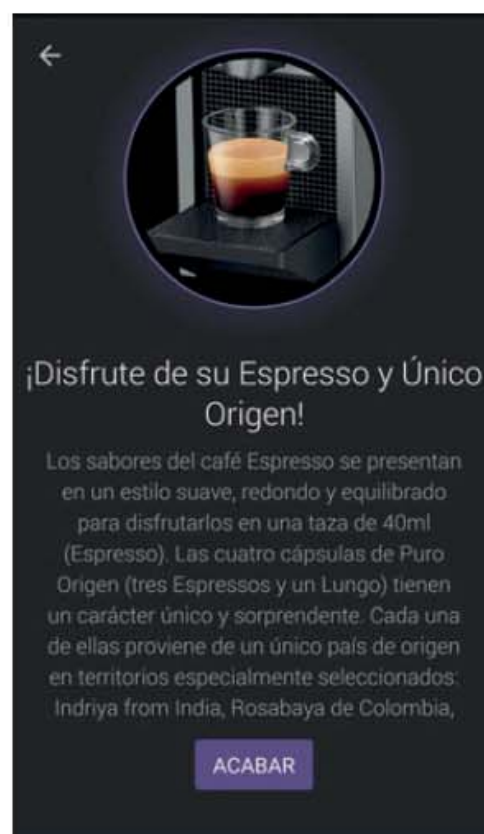 ¡Disfrute de su Espresso y Único
Origen!
Los sabores del café Espresso se presentan
en un estilo suave, redondo y equilibrado
para disfrutarlos en una taza de 40ml
(Espresso). Las cuatro cápsulas de Puro
Origen (tres Espressos y un Lungo) tienen
un carácter único y sorprendente. Cada una
de ellas proviene de un único país de origen
en territorios especialmente seleccionados:
Indriya from India, Rosabaya de Colombia,
ACABAR